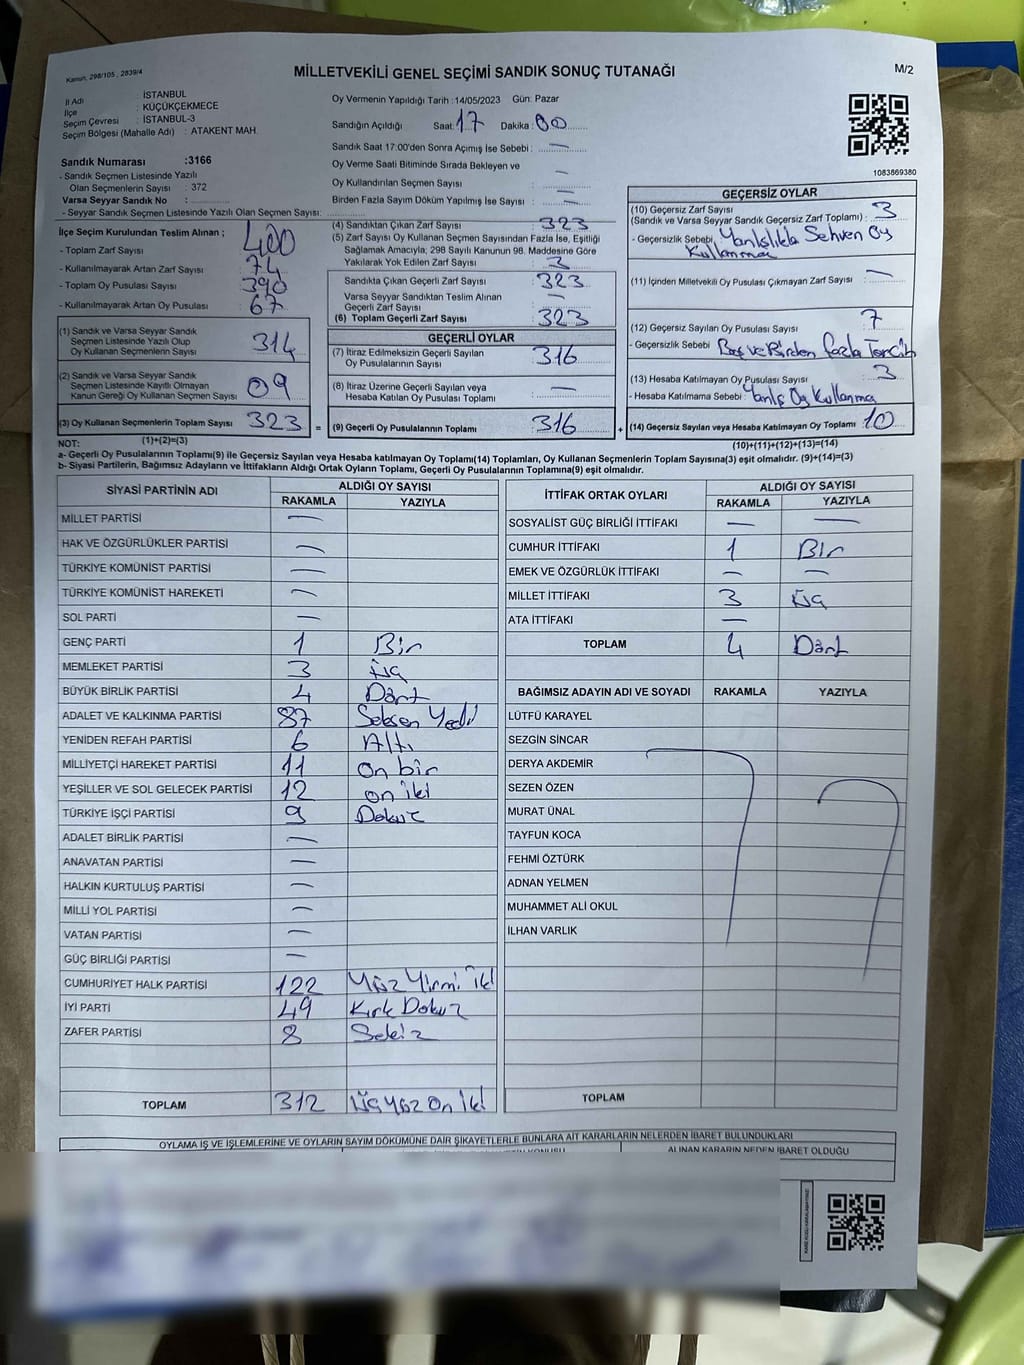 Kanun, 298/105 , 2839/4
MİLLETVEKİLİ GENEL SEÇİMİ SANDIK SONUÇ TUTANAĞI
M/2
İl Adı : İSTANBUL
İlçe : KÜÇÜKÇEKMECE
Seçim Çevresi : İSTANBUL-3
Seçim Bölgesi (Mahalle Adı) : ATAKENT MAH.
Sandık Numarası :3166
- Sandık Seçmen Listesinde Yazılı
Olan Seçmenlerin Sayısı : 372
Varsa Seyyar Sandık No :
- Seyyar Sandık Seçmen Listesinde Yazılı Olan Seçmen Sayısı:
Oy Vermenin Yapıldığı Tarih : 14/05/2023 Gün: Pazar
Sandığın Açıldığı Saat: 17 Dakika : 00
Sandık Saat 17:00'den Sonra Açımış İse Sebebi : —
Oy Verme Saati Bitiminde Sırada Bekleyen ve
Oy Kullandırılan Seçmen Sayısı : —
Birden Fazla Sayım Döküm Yapılmış İse Sayısı : —
1083869380
İlçe Seçim Kurulundan Teslim Alınan ;
- Toplam Zarf Sayısı : 400
- Kullanılmayarak Artan Zarf Sayısı : 74
- Toplam Oy Pusulası Sayısı : 390
- Kullanılmayarak Artan Oy Pusulası : 67
(1) Sandık ve Varsa Seyyar Sandık
Seçmen Listesinde Yazılı Olup
Oy Kullanan Seçmenlerin Sayısı : 314
(2) Sandık ve Varsa Seyyar Sandık
Seçmen Listesinde Kayıtlı Olmayan
Kanun Gereği Oy Kullanan Seçmen Sayısı : 09
(3) Oy Kullanan Seçmenlerin Toplam Sayısı : 323
(4) Sandıktan Çıkan Zarf Sayısı : 323
(5) Zarf Sayısı Oy Kullanan Seçmen Sayısından Fazla İse, Eşitliği
Sağlamak Amacıyla; 298 Sayılı Kanunun 98. Maddesine Göre
Yakılarak Yok Edilen Zarf Sayısı : 3
Sandıkta Çıkan Geçerli Zarf Sayısı : 323
Varsa Seyyar Sandıktan Teslim Alınan
Geçerli Zarf Sayısı : —
(6) Toplam Geçerli Zarf Sayısı : 323
GEÇERLİ OYLAR
(7) İtiraz Edilmeksizin Geçerli Sayılan
Oy Pusulalarının Sayısı : 316
(8) İtiraz Üzerine Geçerli Sayılan veya
Hesaba Katılan Oy Pusulası Toplamı : —
= (9) Geçerli Oy Pusulalarının Toplamı : 316
GEÇERSİZ OYLAR
(10) Geçersiz Zarf Sayısı : 3
(Sandık ve Varsa Seyyar Sandık Geçersiz Zarf Toplamı)
- Geçersizlik Sebebi : Yanlışlıkla Sehven Oy
Kullanma
(11) İçinden Milletvekili Oy Pusulası Çıkmayan Zarf Sayısı : —
(12) Geçersiz Sayılan Oy Pusulası Sayısı : 7
- Geçersizlik Sebebi : Boş ve Birden fazla Tercih
(13) Hesaba Katılmayan Oy Pusulası Sayısı : 3
- Hesaba Katılmama Sebebi : Yanlış Oy Kullanma
+ (14) Geçersiz Sayılan veya Hesaba Katılmayan Oy Toplamı : 10
NOT: (1)+(2)=(3)
(10)+(11)+(12)+(13)=(14)
a- Geçerli Oy Pusulalarının Toplamı(9) ile Geçersiz Sayılan veya Hesaba katılmayan Oy Toplamı(14) Toplamları, Oy Kullanan Seçmenlerin Toplam Sayısına(3) eşit olmalıdır. (9)+(14)=(3)
b- Siyasi Partilerin, Bağımsız Adayların ve İttifakların Aldığı Ortak Oyların Toplamı, Geçerli Oy Pusulalarının Toplamına(9) eşit olmalıdır.
SİYASİ PARTİNİN ADI
ALDIĞI OY SAYISI
RAKAMLA YAZIYLA
MİLLET PARTİSİ —
HAK VE ÖZGÜRLÜKLER PARTİSİ —
TÜRKİYE KOMÜNİST PARTİSİ —
TÜRKİYE KOMÜNİST HAREKETİ —
SOL PARTİ —
GENÇ PARTİ 1 Bir
MEMLEKET PARTİSİ 3 Üç
BÜYÜK BİRLİK PARTİSİ 4 Dört
ADALET VE KALKINMA PARTİSİ 87 Seksen Yedi
YENİDEN REFAH PARTİSİ 6 Altı
MİLLİYETÇİ HAREKET PARTİSİ 11 on bir
YEŞİLLER VE SOL GELECEK PARTİSİ 12 on iki
TÜRKİYE İŞÇİ PARTİSİ 9 Dokuz
ADALET BİRLİK PARTİSİ —
ANAVATAN PARTİSİ —
HALKIN KURTULUŞ PARTİSİ —
MİLLİ YOL PARTİSİ —
VATAN PARTİSİ —
GÜÇ BİRLİĞİ PARTİSİ —
CUMHURİYET HALK PARTİSİ 122 Yüz Yirmi İki
İYİ PARTİ 49 Kırk Dokuz
ZAFER PARTİSİ 8 Sekiz
TOPLAM 312 Üç Yüz On İki
İTTİFAK ORTAK OYLARI
ALDIĞI OY SAYISI
RAKAMLA YAZIYLA
SOSYALİST GÜÇ BİRLİĞİ İTTİFAKI — —
CUMHUR İTTİFAKI 1 Bir
EMEK VE ÖZGÜRLÜK İTTİFAKI — —
MİLLET İTTİFAKI 3 Üç
ATA İTTİFAKI —
TOPLAM 4 Dört
BAĞIMSIZ ADAYIN ADI VE SOYADI RAKAMLA YAZIYLA
LÜTFÜ KARAYEL
SEZGİN SİNCAR
DERYA AKDEMİR
SEZEN ÖZEN
MURAT ÜNAL
TAYFUN KOCA
FEHMİ ÖZTÜRK
ADNAN YELMEN
MUHAMMET ALİ OKUL
İLHAN VARLIK
TOPLAM
OYLAMA İŞ VE İŞLEMLERİNE VE OYLARIN SAYIM DÖKÜMÜNE DAİR ŞİKAYETLERLE BUNLARA AİT KARARLARIN NELERDEN İBARET BULUNDUKLARI
ALINAN KARARIN NEDEN İBARET OLDUĞU